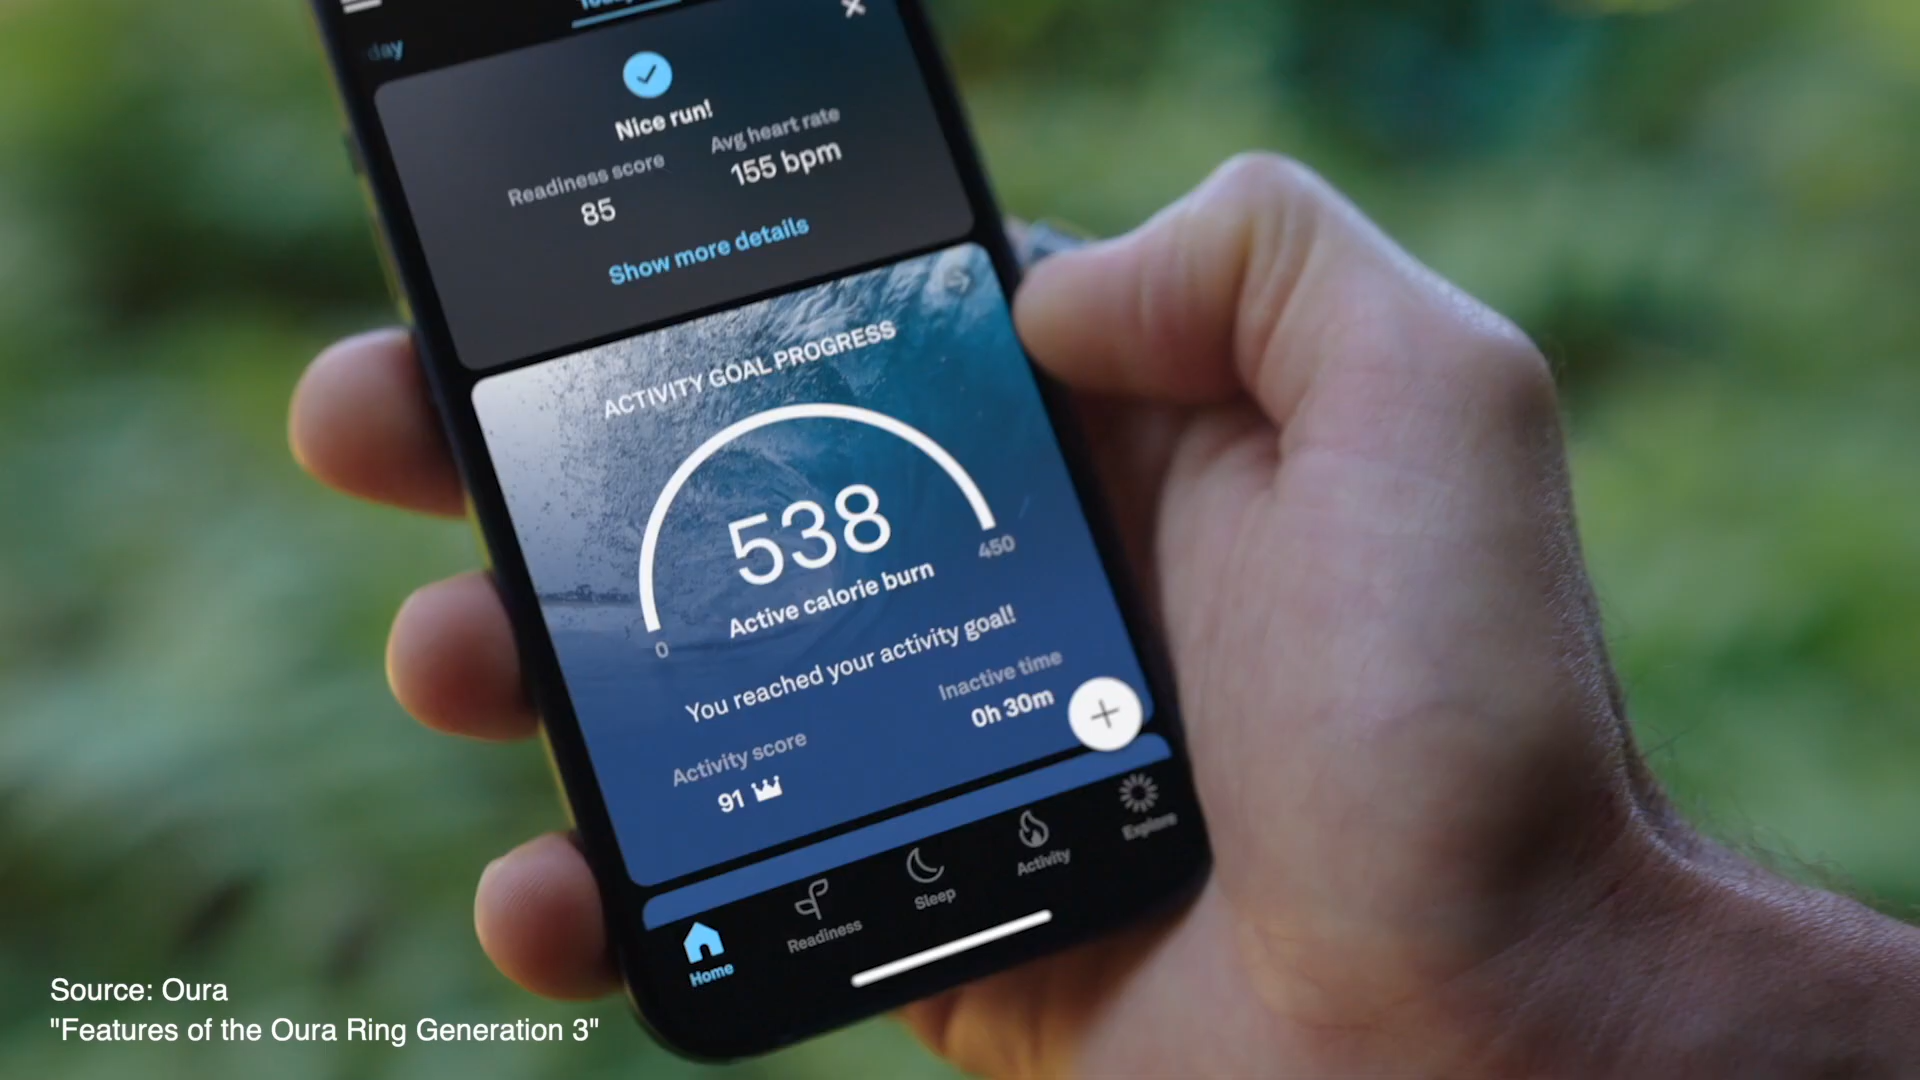 Today
day
Nice run!
Readiness score
Avg heart rate
85
155 bpm
Show more details
ACTIVITY GOAL PROGRESS
538
0
450
Active calorie burn
You reached your activity goal!
Activity score
Inactive time
91
0h 30m
Home
Readiness
Sleep
Activity
Explore
Source: Oura
"Features of the Oura Ring Generation 3"